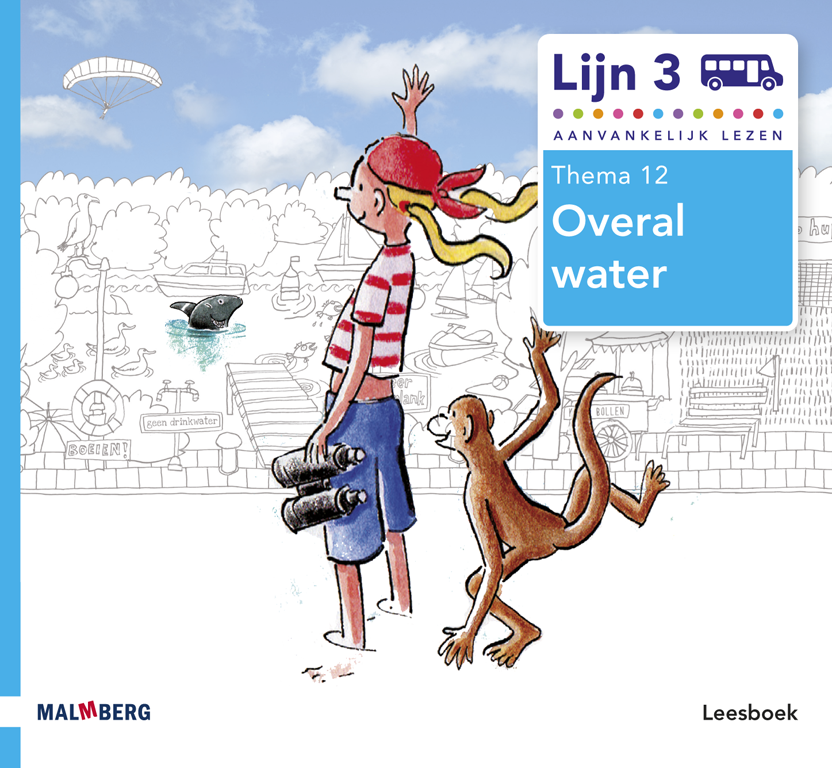 Lijn 3
AANVANKELIJK LEZEN
Thema 12
Overal
water
geen drinkwater
BOEIEN!
BOLLEN
MALMBERG
Leesboek